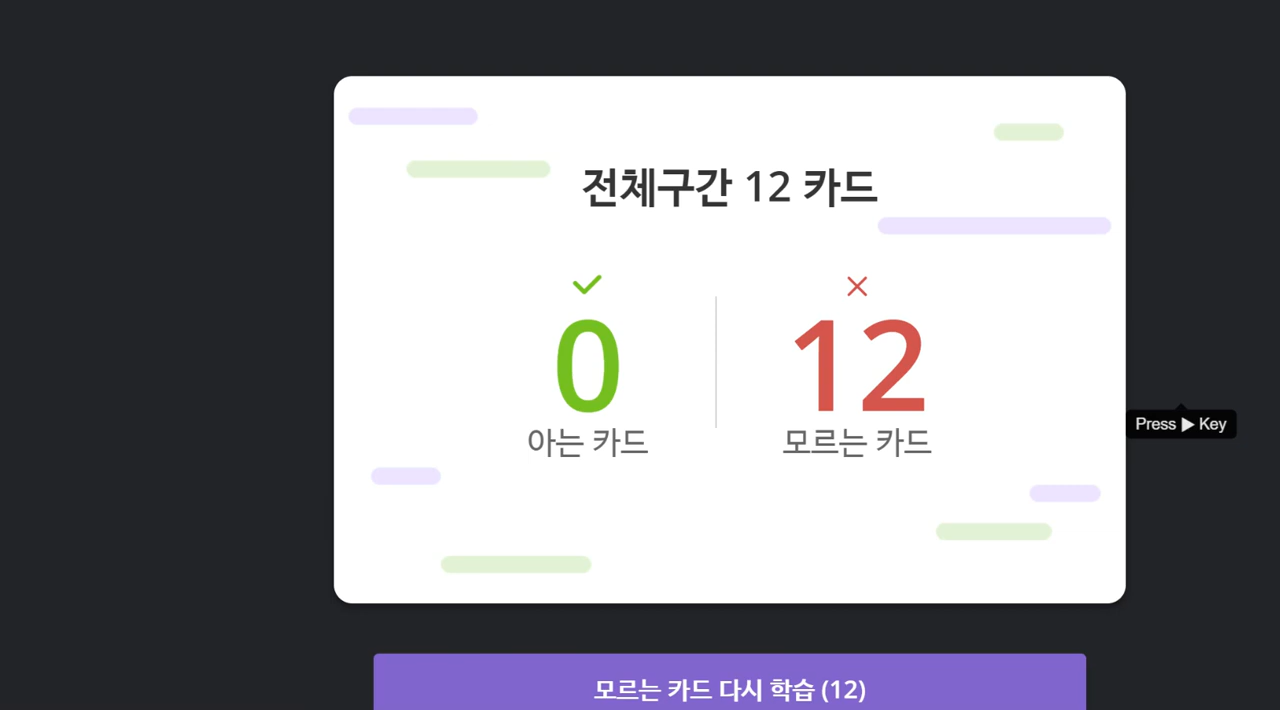 전체구간 12 카드
0
아는 카드
12
모르는 카드
Press ▶ Key
모르는 카드 다시 학습 (12)